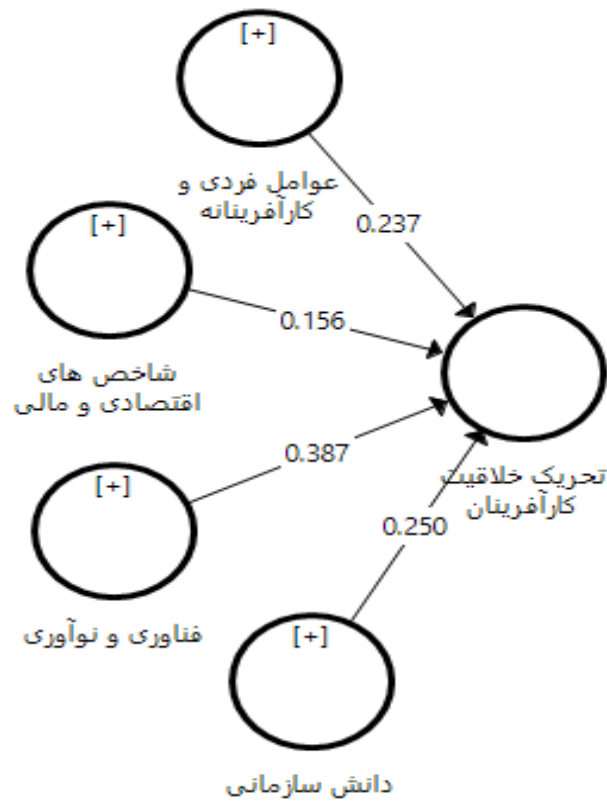 [+]
عوامل فردی و
کارآفرینانه
0.237
[+]
شاخص های
اقتصادی و مالی
0.156
تحریک خلاقیت
کارآفرینان
[+]
فناوری و نوآوری
0.387
[+]
دانش سازمانی
0.250